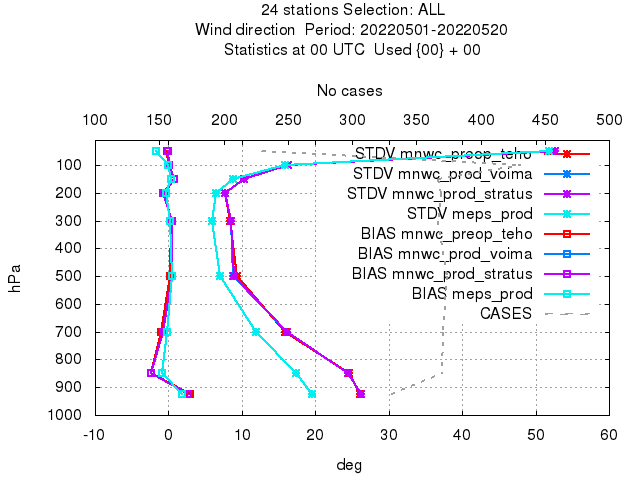 24 stations Selection: ALL
Wind direction  Period: 20220501-20220520
Statistics at 00 UTC  Used {00} + 00
No cases
100 150 200 250 300 350 400 450 500
STDV mnwc_preop_teho
STDV mnwc_prod_voima
STDV mnwc_prod_stratus
STDV meps_prod
BIAS mnwc_preop_teho
BIAS mnwc_prod_voima
BIAS mnwc_prod_stratus
BIAS meps_prod
CASES
hPa
100
200
300
400
500
600
700
800
900
1000
-10 0 10 20 30 40 50 60
deg